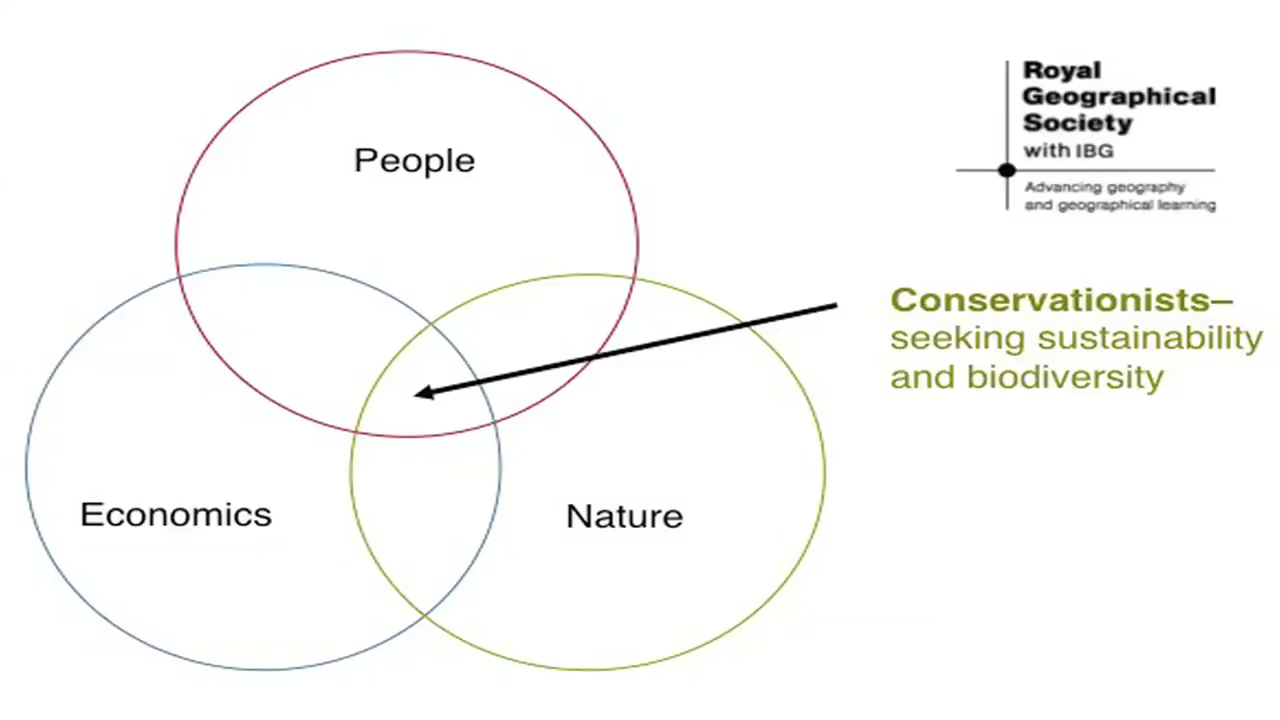 People
Royal
Geographical
Society
with IBG
Advancing geography
and geographical learning
Conservationists–
seeking sustainability
and biodiversity
Economics
Nature